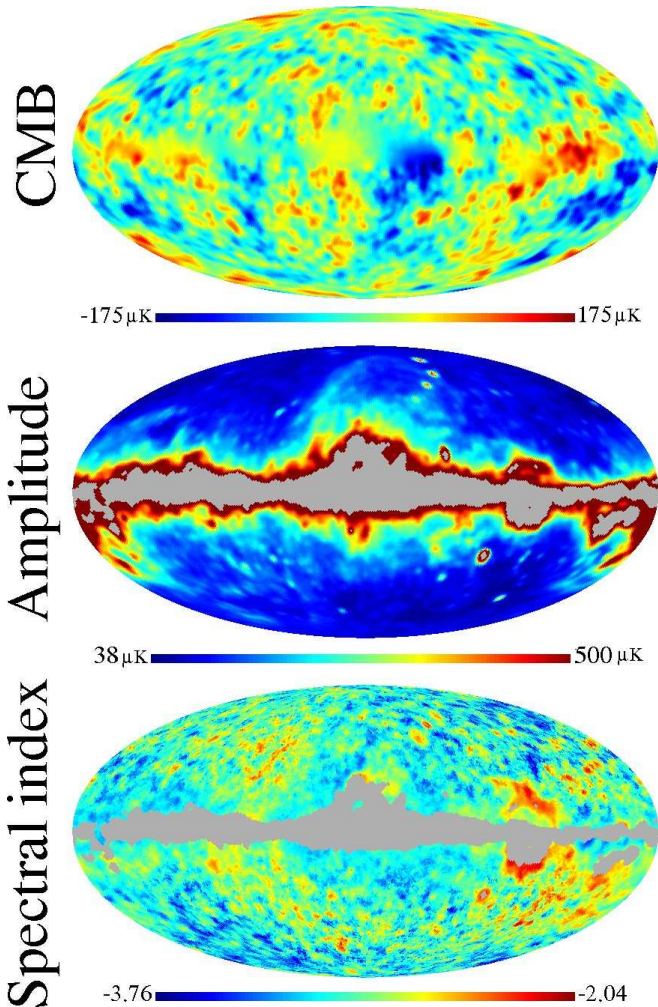 CMB
-175 µK 175 µK
Amplitude
38 µK 500 µK
Spectral index
-3.76 -2.04